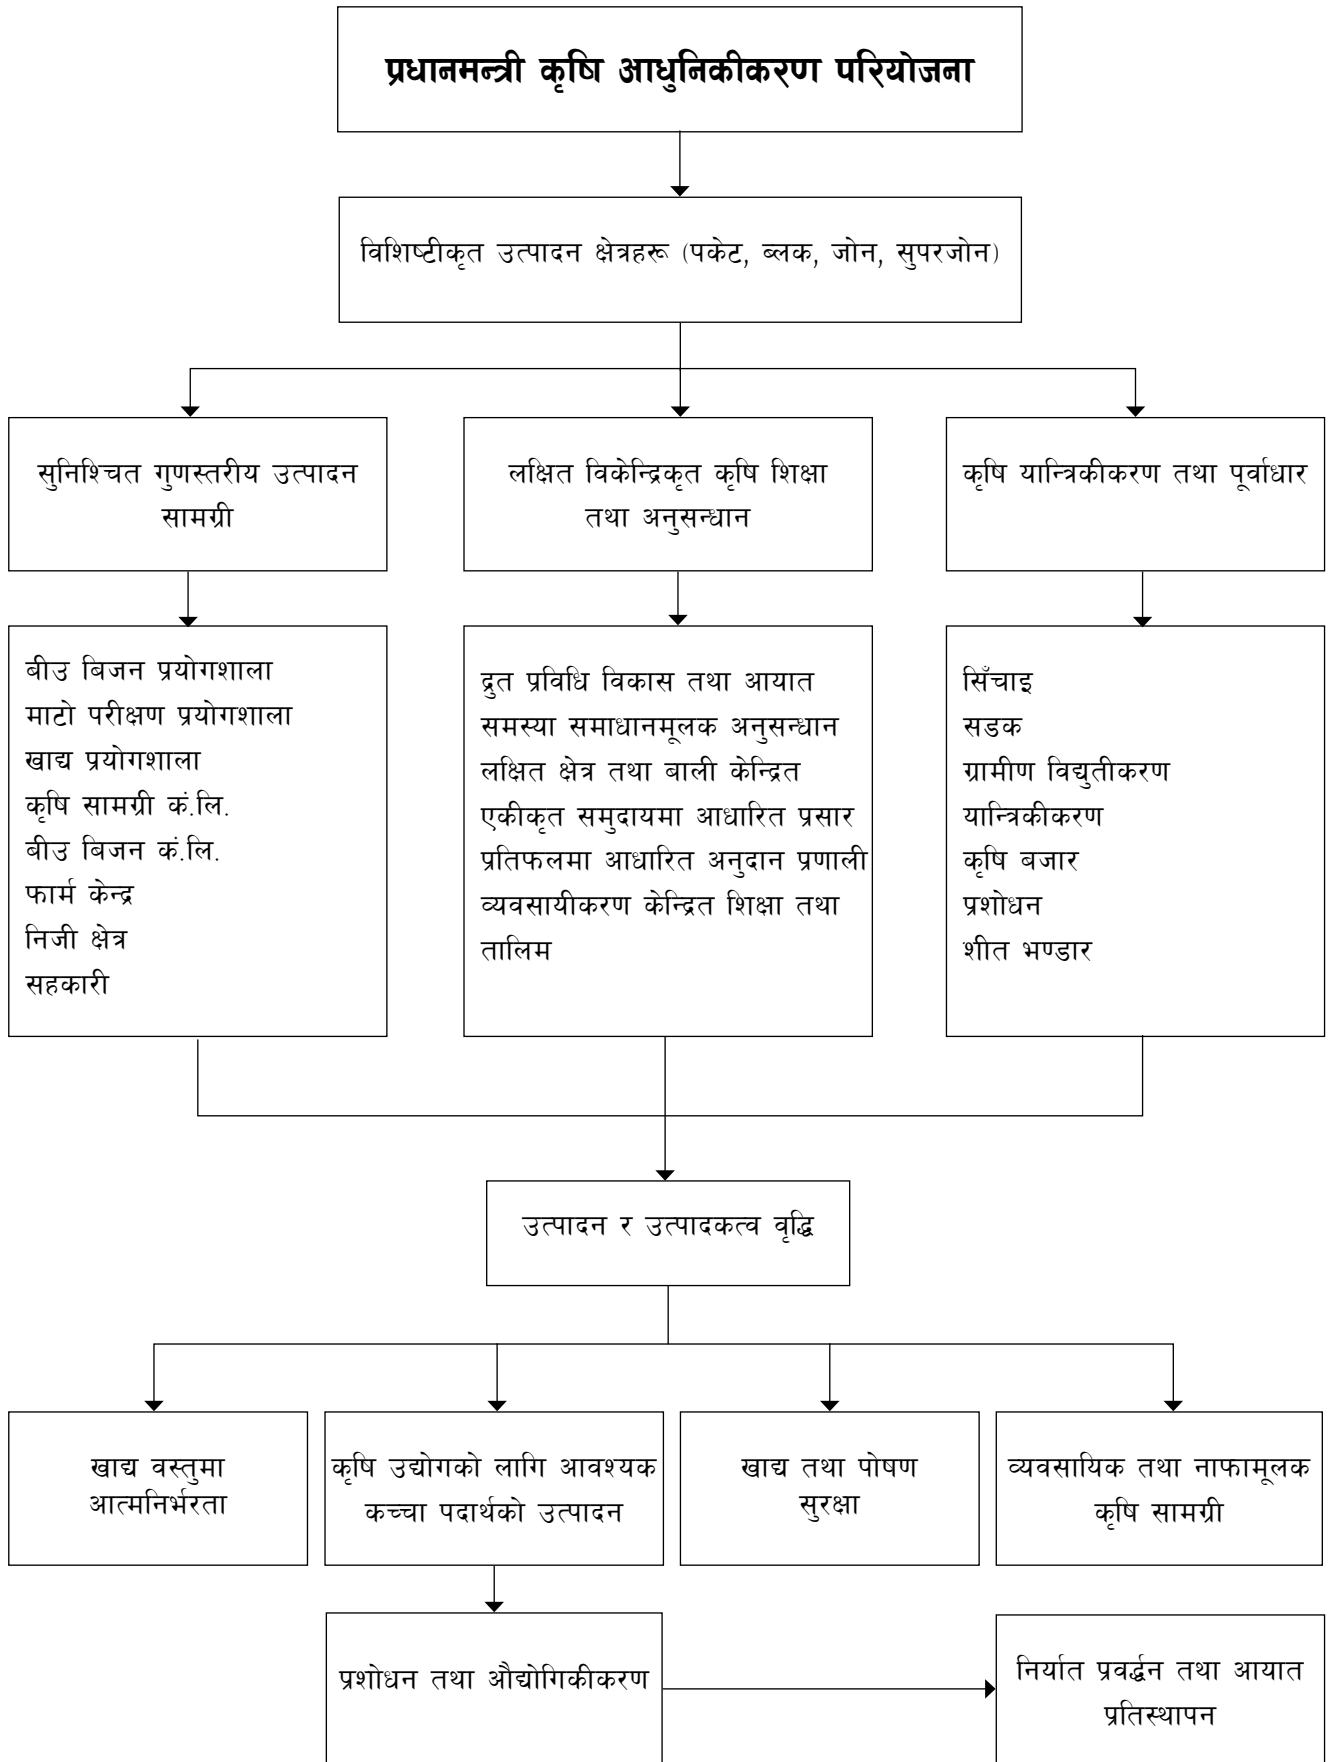 प्रधानमन्त्री कृषि आधुनिकीकरण परियोजना
विशिष्टीकृत उत्पादन क्षेत्रहरू (पकेट, ब्लक, जोन, सुपरजोन)
सुनिश्चित गुणस्तरीय उत्पादन
सामग्री
लक्षित विकेन्द्रिकृत कृषि शिक्षा
तथा अनुसन्धान
कृषि यान्त्रिकीकरण तथा पूर्वाधार
बीउ बिजन प्रयोगशाला
माटो परीक्षण प्रयोगशाला
खाद्य प्रयोगशाला
कृषि सामग्री कं.लि.
बीउ बिजन कं.लि.
फार्म केन्द्र
निजी क्षेत्र
सहकारी
द्रुत प्रविधि विकास तथा आयात
समस्या समाधानमूलक अनुसन्धान
लक्षित क्षेत्र तथा बाली केन्द्रित
एकीकृत समुदायमा आधारित प्रसार
प्रतिफलमा आधारित अनुदान प्रणाली
व्यवसायीकरण केन्द्रित शिक्षा तथा
तालिम
सिँचाइ
सडक
ग्रामीण विद्युतीकरण
यान्त्रिकीकरण
कृषि बजार
प्रशोधन
शीत भण्डार
उत्पादन र उत्पादकत्व वृद्धि
खाद्य वस्तुमा
आत्मनिर्भरता
कृषि उद्योगको लागि आवश्यक
कच्चा पदार्थको उत्पादन
खाद्य तथा पोषण
सुरक्षा
व्यवसायिक तथा नाफामूलक
कृषि सामग्री
प्रशोधन तथा औद्योगिकीकरण
निर्यात प्रवर्द्धन तथा आयात
प्रतिस्थापन